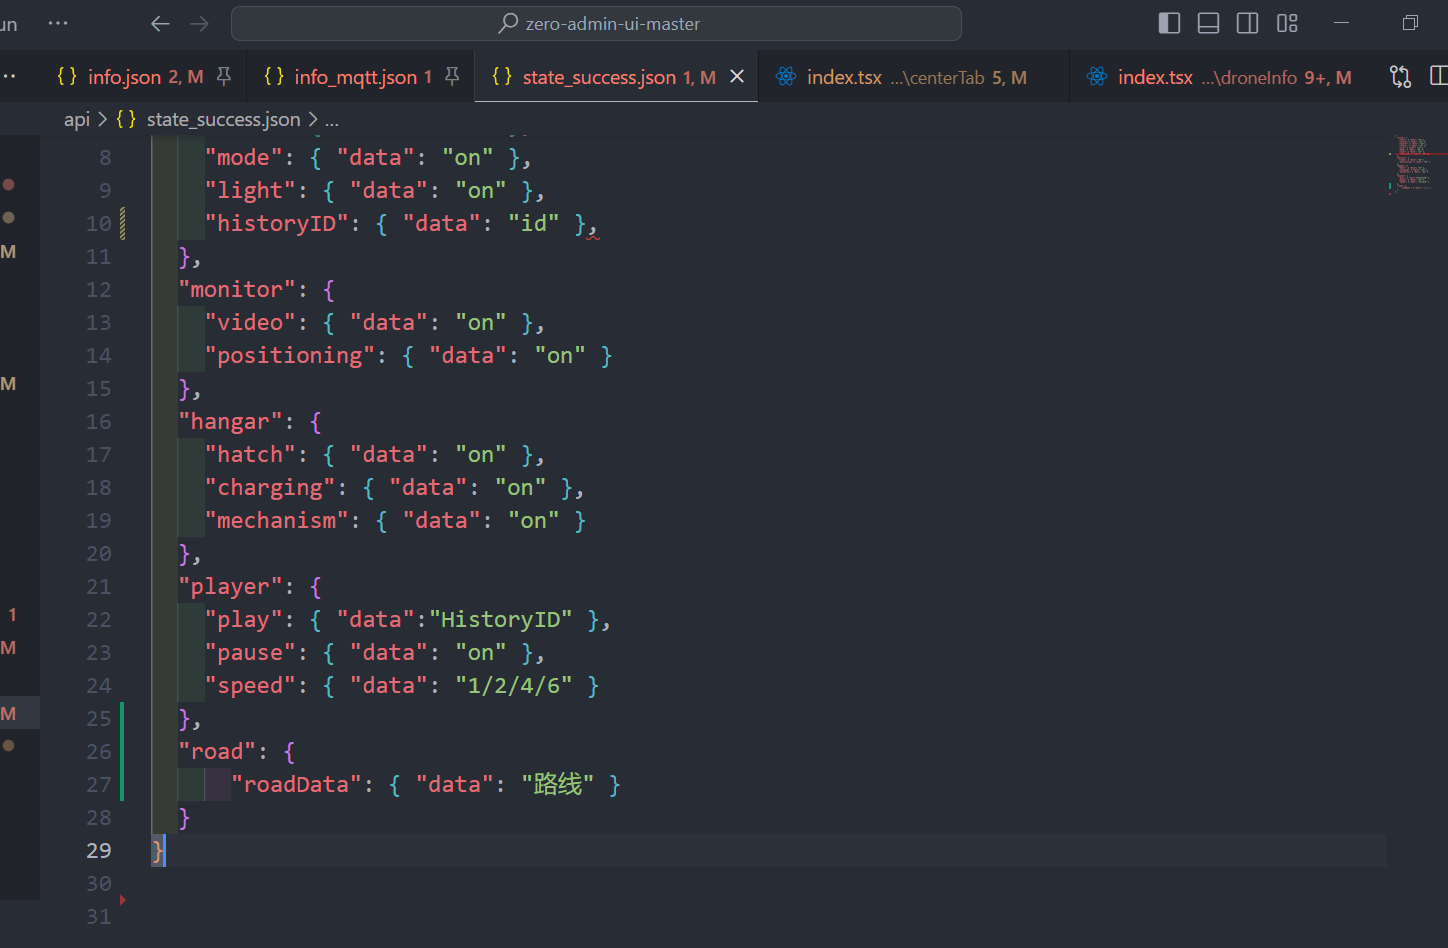 un ··· zero-admin-ui-master
{} info.json 2, M {} info_mqtt.json 1 {} state_success.json 1, M index.tsx ...\centerTab 5, M index.tsx ...\droneInfo 9+, M
api > {} state_success.json > ...
8 "mode": { "data": "on" },
9 "light": { "data": "on" },
M 10 "historyID": { "data": "id" },
11 },
12 "monitor": {
13 "video": { "data": "on" },
14 "positioning": { "data": "on" }
M 15 },
16 "hangar": {
17 "hatch": { "data": "on" },
18 "charging": { "data": "on" },
19 "mechanism": { "data": "on" }
20 },
21 "player": {
1 22 "play": { "data":"HistoryID" },
M 23 "pause": { "data": "on" },
24 "speed": { "data": "1/2/4/6" }
M 25 },
26 "road": {
27 "roadData": { "data": "路线" }
28 }
29 }
30
31